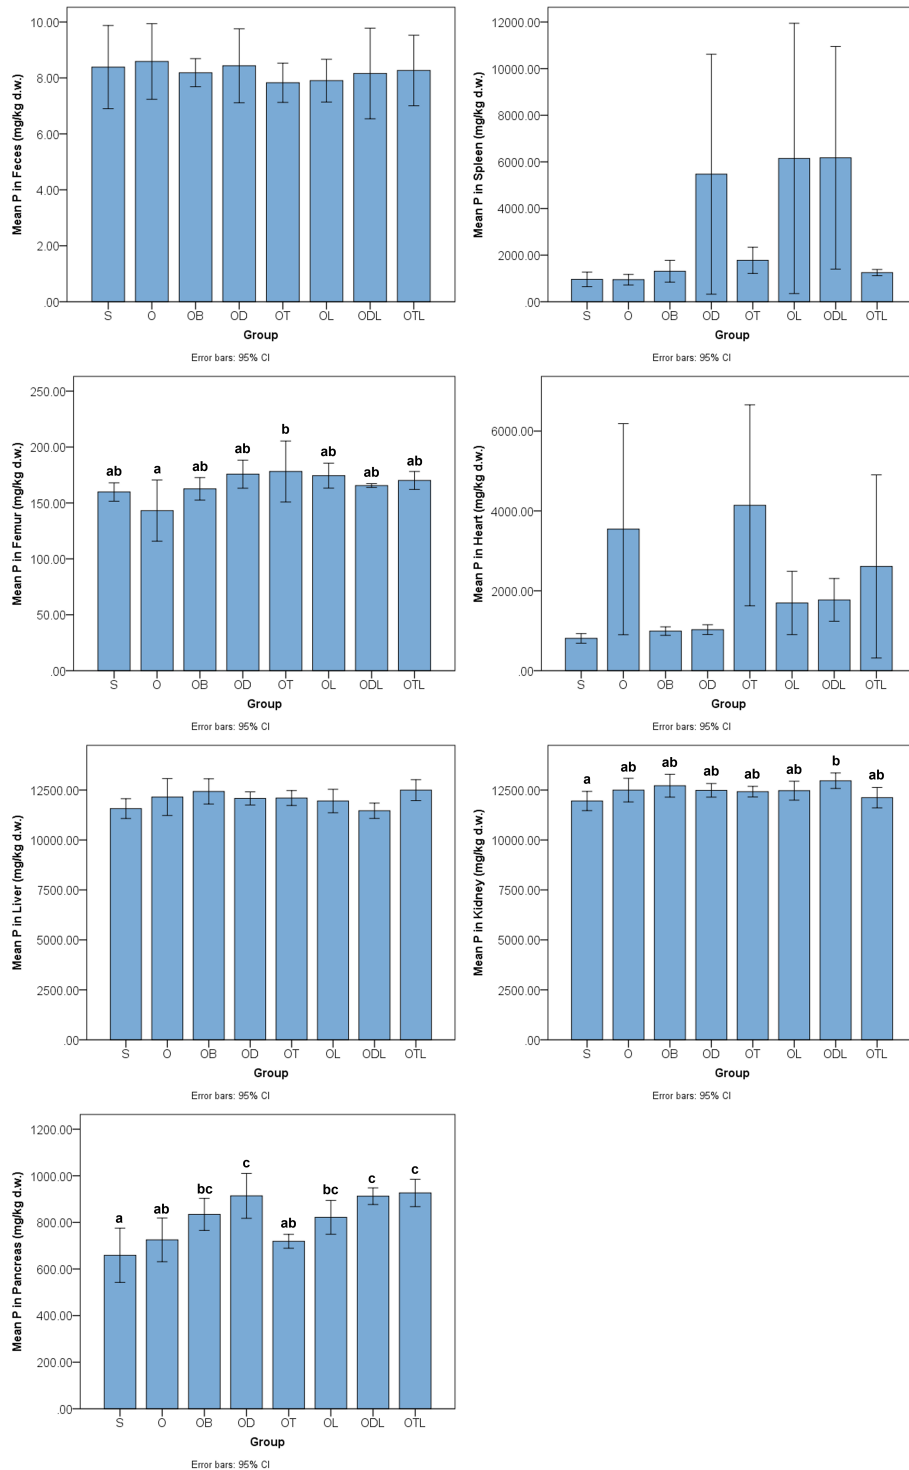 Mean P in Feces (mg/kg d.w.)
10.00
8.00
6.00
4.00
2.00
.00
S O OB OD OT OL ODL OTL
Group
Error bars: 95% CI
Mean P in Spleen (mg/kg d.w.)
12000.00
10000.00
8000.00
6000.00
4000.00
2000.00
.00
S O OB OD OT OL ODL OTL
Group
Error bars: 95% CI
Mean P in Femur (mg/kg d.w.)
250.00
200.00
150.00
100.00
50.00
.00
ab a ab ab b ab ab ab
S O OB OD OT OL ODL OTL
Group
Error bars: 95% CI
Mean P in Heart (mg/kg d.w.)
6000.00
4000.00
2000.00
.00
S O OB OD OT OL ODL OTL
Group
Error bars: 95% CI
Mean P in Liver (mg/kg d.w.)
12500.00
10000.00
7500.00
5000.00
2500.00
.00
S O OB OD OT OL ODL OTL
Group
Error bars: 95% CI
Mean P in Kidney (mg/kg d.w.)
12500.00
10000.00
7500.00
5000.00
2500.00
.00
a ab ab ab ab ab b ab
S O OB OD OT OL ODL OTL
Group
Error bars: 95% CI
Mean P in Pancreas (mg/kg d.w.)
1200.00
1000.00
800.00
600.00
400.00
200.00
.00
a ab bc c ab bc c c
S O OB OD OT OL ODL OTL
Group
Error bars: 95% CI